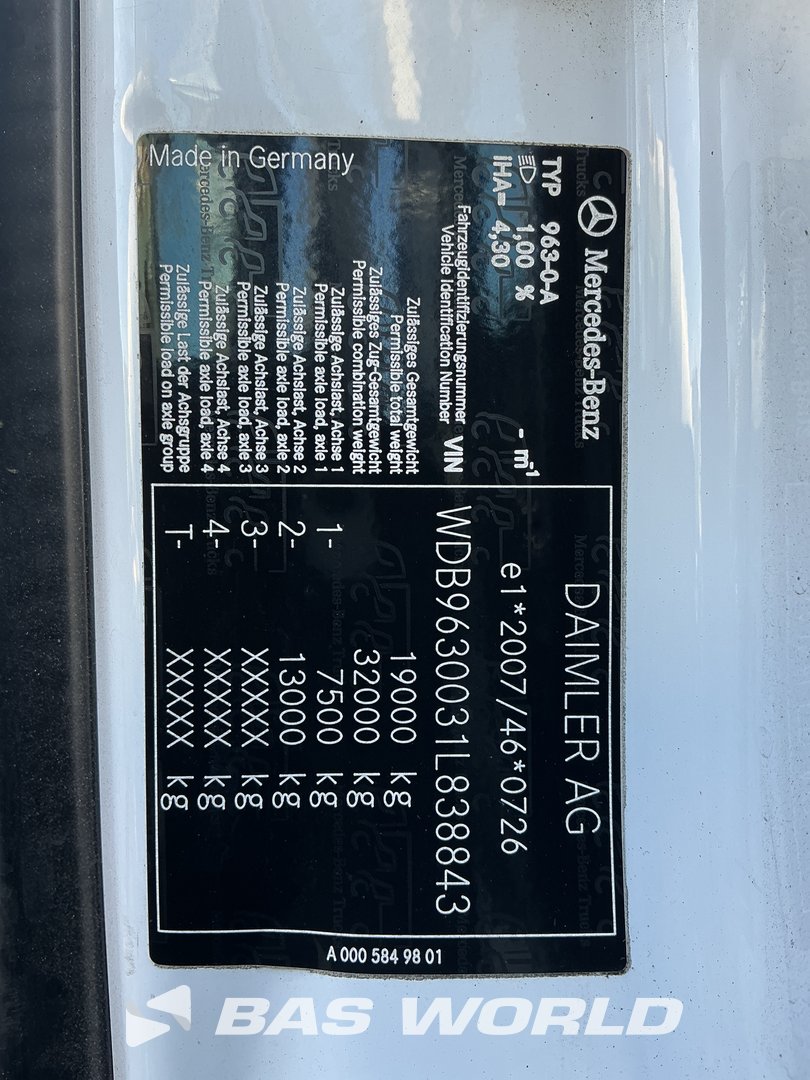 Mercedes-Benz
TYP 963-0-A
1,00 %
IHA= 4,30
- m-1
DAIMLER AG
e1*2007/46*0726
Fahrzeugidentifizierungsnummer
Vehicle Identification Number
VIN
WDB9630031L838843
Zulässiges Gesamtgewicht
Permissible total weight
19000 kg
Zulässiges Zug-Gesamtgewicht
Permissible combination weight
32000 kg
Zulässige Achslast, Achse 1
Permissible axle load, axle 1
1- 7500 kg
Zulässige Achslast, Achse 2
Permissible axle load, axle 2
2- 13000 kg
Zulässige Achslast, Achse 3
Permissible axle load, axle 3
3- XXXXX kg
Zulässige Achslast, Achse 4
Permissible axle load, axle 4
4- XXXXX kg
Zulässige Last der Achsgruppe
Permissible load on axle group
T- XXXXX kg
Made in Germany
A 000 584 98 01
BAS WORLD